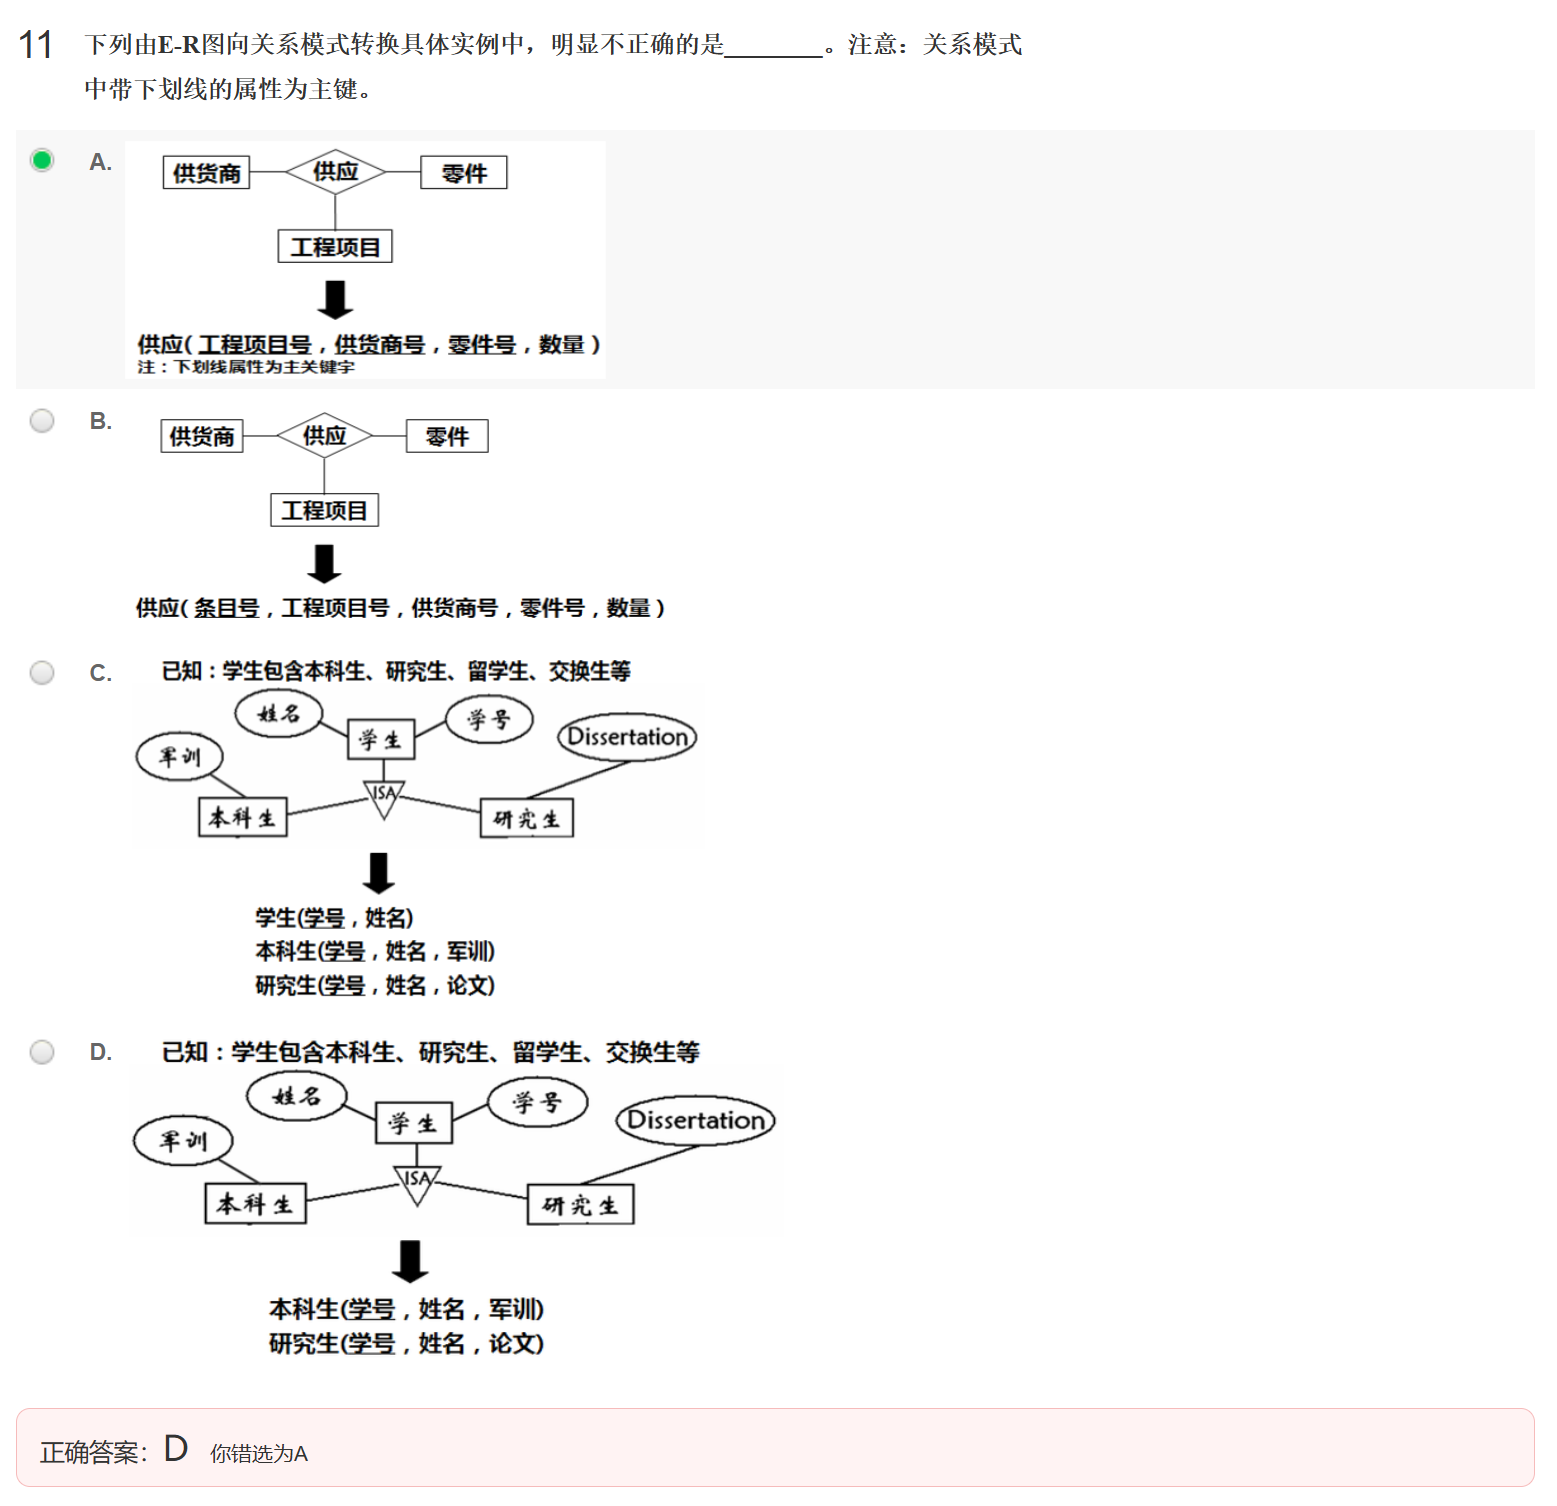 11 下列由E-R图向关系模式转换具体实例中，明显不正确的是________。注意：关系模式
中带下划线的属性为主键。
A.
供货商 供应 零件
工程项目
供应( 工程项目号，供货商号，零件号，数量 )
注：下划线属性为主关键字
B.
供货商 供应 零件
工程项目
供应( 条目号，工程项目号，供货商号，零件号，数量 )
C. 已知：学生包含本科生、研究生、留学生、交换生等
姓名 学生 学号 Dissertation
军训
ISA
本科生 研究生
学生(学号，姓名)
本科生(学号，姓名，军训)
研究生(学号，姓名，论文)
D. 已知：学生包含本科生、研究生、留学生、交换生等
姓名 学生 学号 Dissertation
军训
ISA
本科生 研究生
本科生(学号，姓名，军训)
研究生(学号，姓名，论文)
正确答案：D 你错选为A